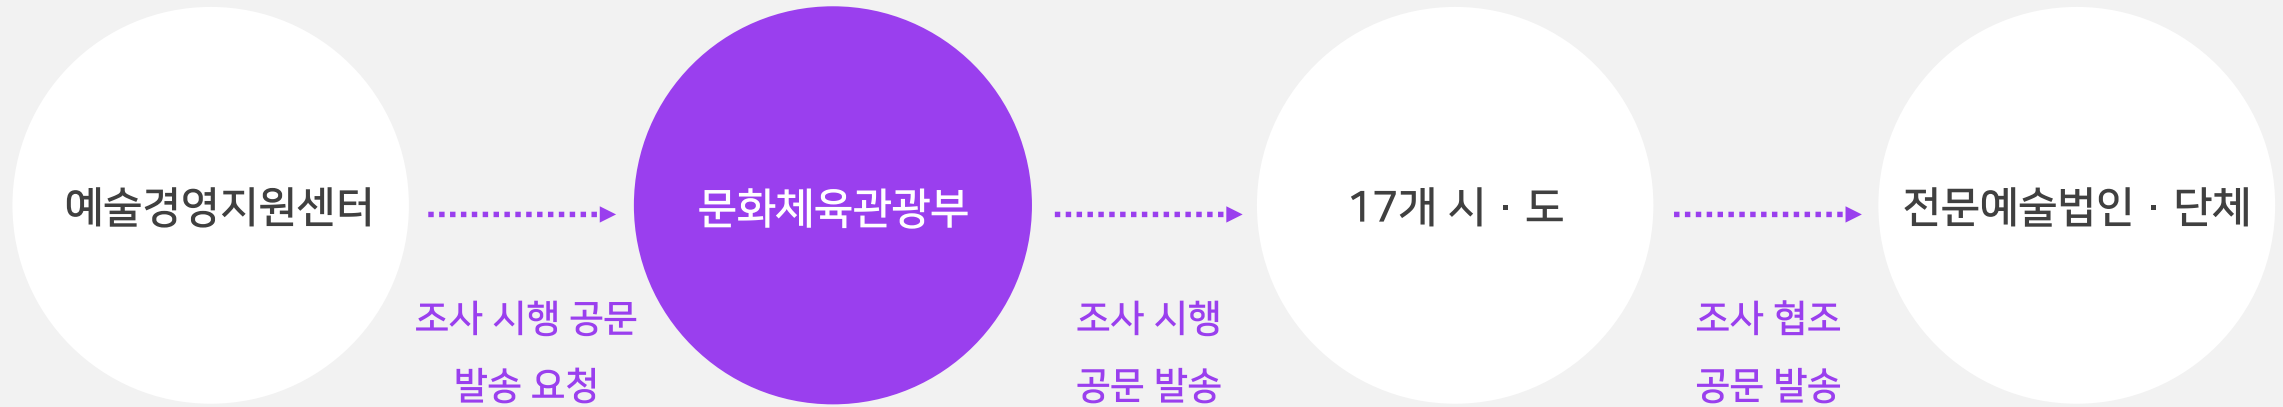 예술경영지원센터
조사 시행 공문
발송 요청
문화체육관광부
조사 시행
공문 발송
17개 시 · 도
조사 협조
공문 발송
전문예술법인 · 단체